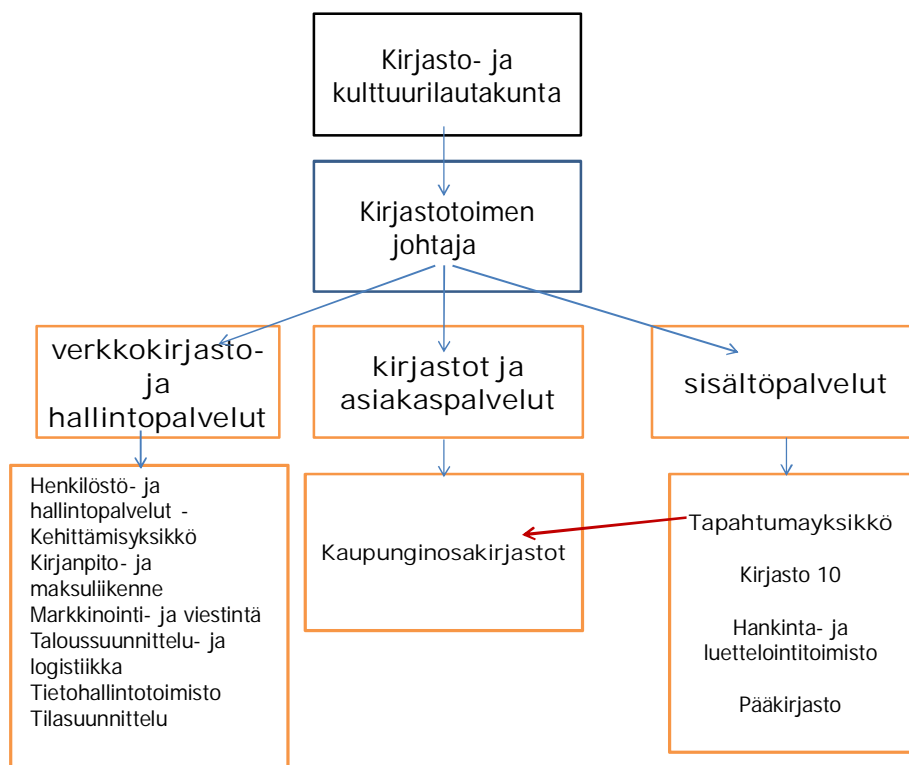 Kirjasto- ja
kulttuurilautakunta
Kirjastotoimen
johtaja
verkkokirjasto-
ja
hallintopalvelut
kirjastot ja
asiakaspalvelut
sisältöpalvelut
Henkilöstö- ja
hallintopalvelut -
Kehittämisyksikkö
Kirjanpito- ja
maksuliikenne
Markkinointi- ja viestintä
Taloussuunnittelu- ja
logistiikka
Tietohallintotoimisto
Tilasuunnittelu
Kaupunginosakirjastot
Tapahtumayksikkö
Kirjasto 10
Hankinta- ja
luettelointitoimisto
Pääkirjasto